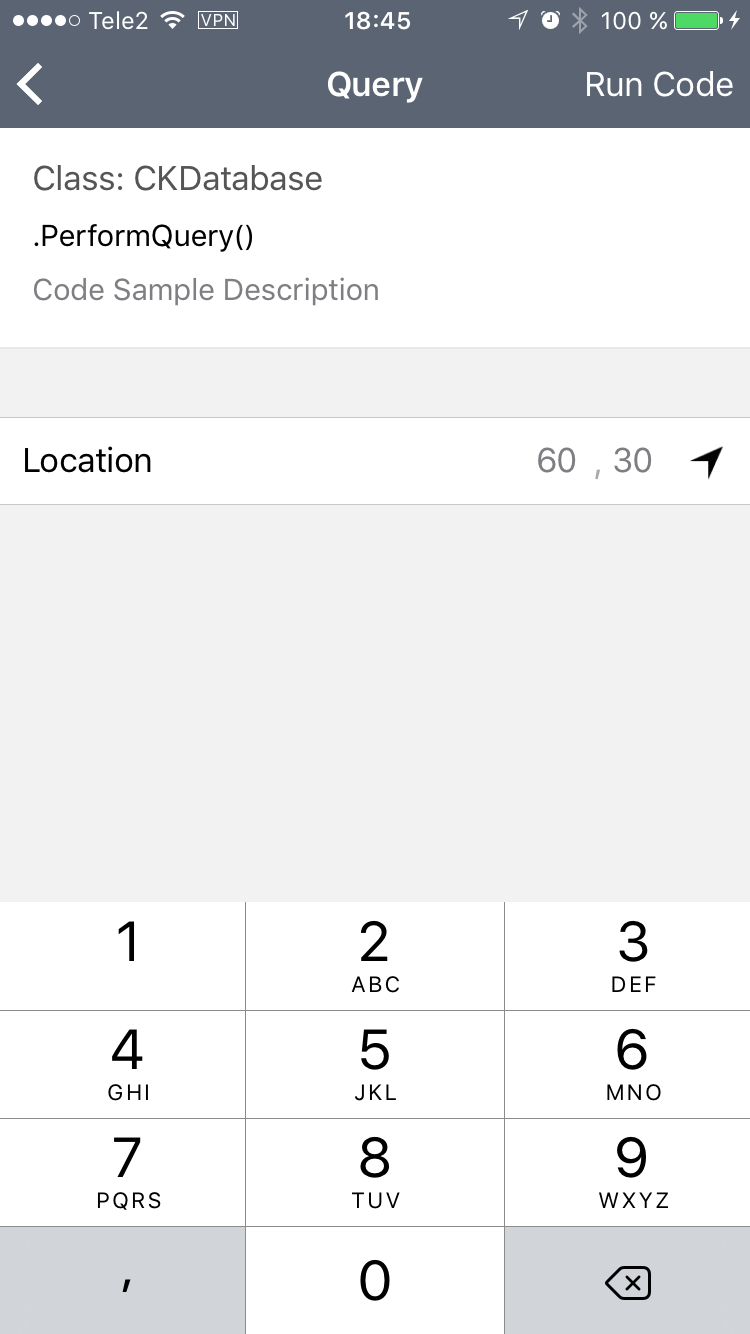 Tele2 VPN 18:45 100 %
Query Run Code
Class: CKDatabase
.PerformQuery()
Code Sample Description
Location 60 , 30
1 2 3
ABC DEF
4 5 6
GHI JKL MNO
7 8 9
PQRS TUV WXYZ
, 0